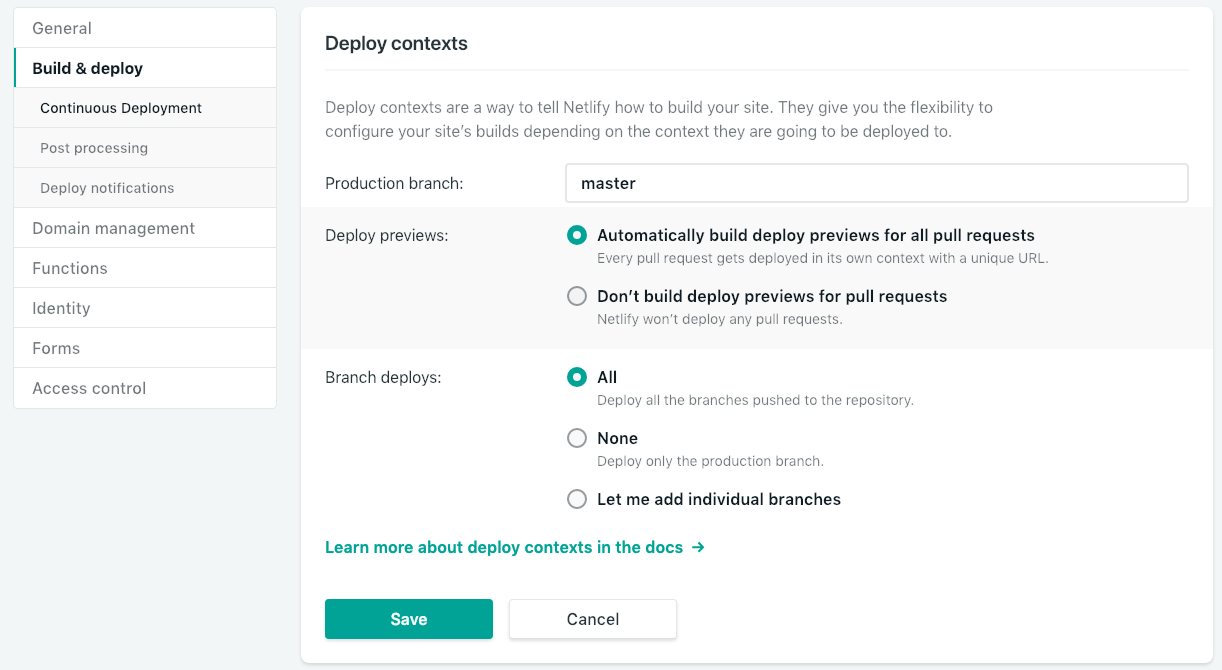 General
Build & deploy
Continuous Deployment
Post processing
Deploy notifications
Domain management
Functions
Identity
Forms
Access control
Deploy contexts
Deploy contexts are a way to tell Netlify how to build your site. They give you the flexibility to
configure your site’s builds depending on the context they are going to be deployed to.
Production branch:
master
Deploy previews:
Automatically build deploy previews for all pull requests
Every pull request gets deployed in its own context with a unique URL.
Don’t build deploy previews for pull requests
Netlify won’t deploy any pull requests.
Branch deploys:
All
Deploy all the branches pushed to the repository.
None
Deploy only the production branch.
Let me add individual branches
Learn more about deploy contexts in the docs →
Save
Cancel